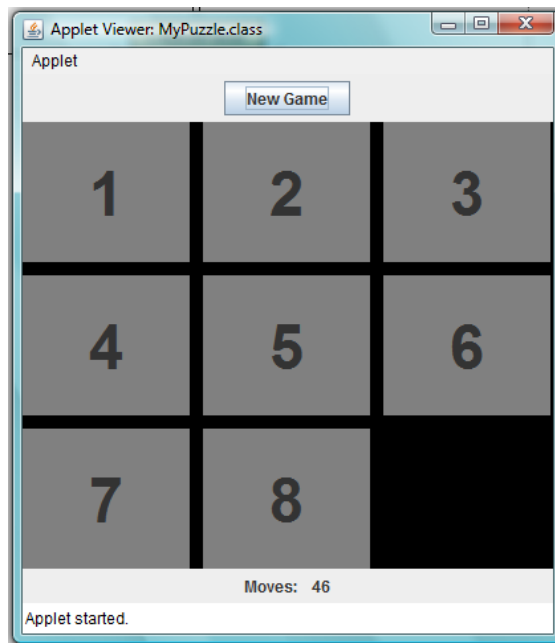 Applet Viewer: MyPuzzle.class
Applet
New Game
1 2 3
4 5 6
7 8
Moves: 46
Applet started.